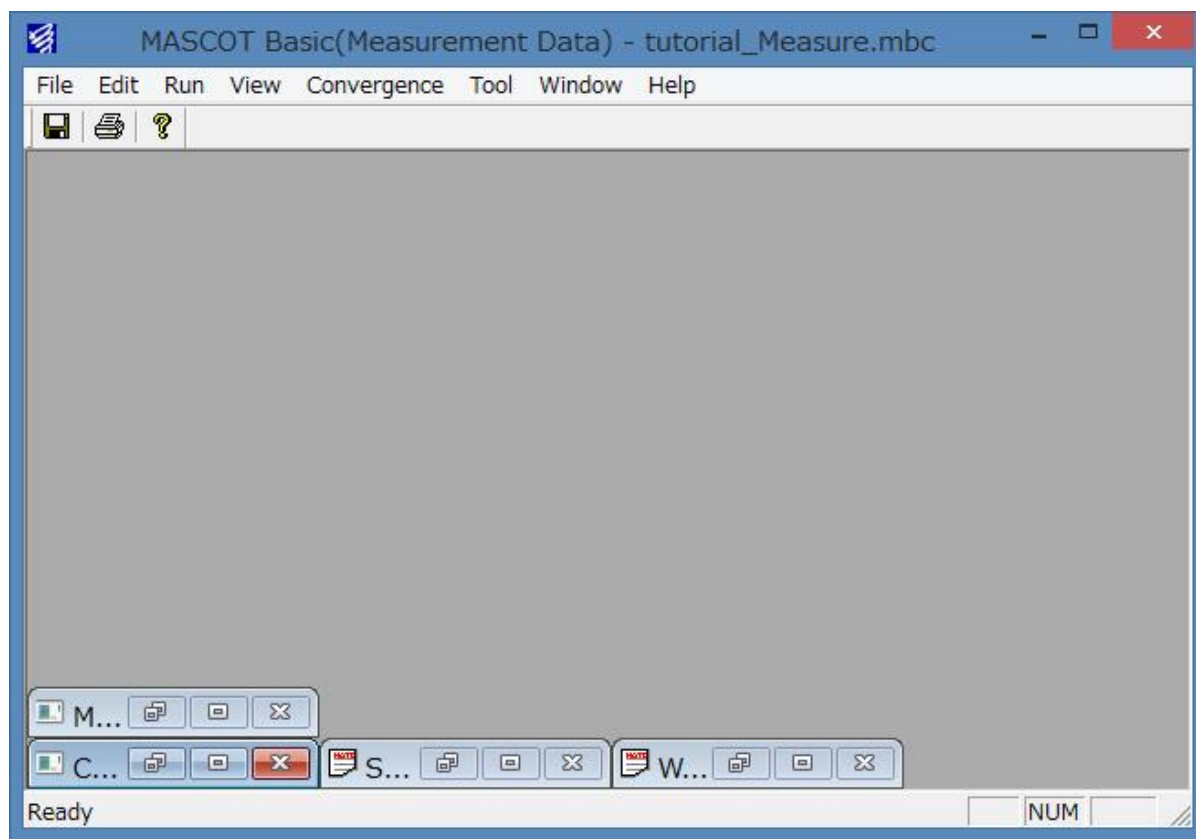 MASCOT Basic(Measurement Data) - tutorial_Measure.mbc
File Edit Run View Convergence Tool Window Help
M...
C... S... W...
Ready NUM